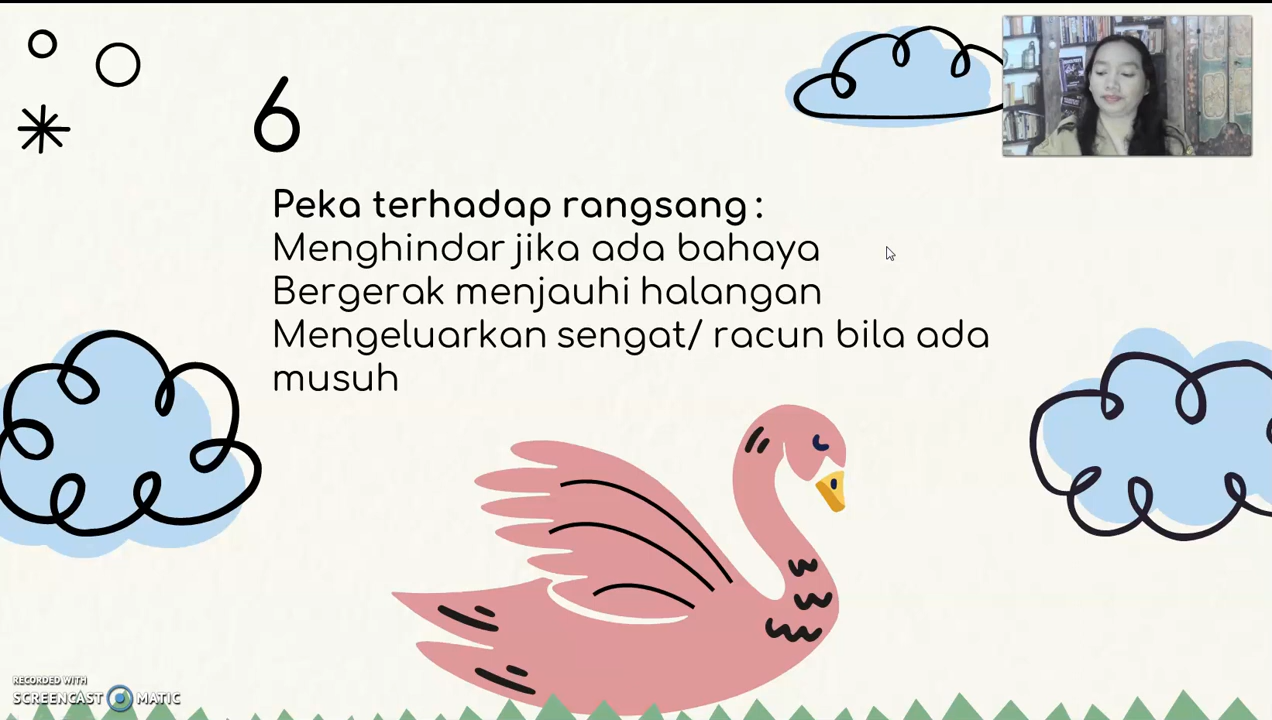 6
Peka terhadap rangsang :
Menghindar jika ada bahaya
Bergerak menjauhi halangan
Mengeluarkan sengat/ racun bila ada
musuh
RECORDED WITH
SCREENCAST MATIC